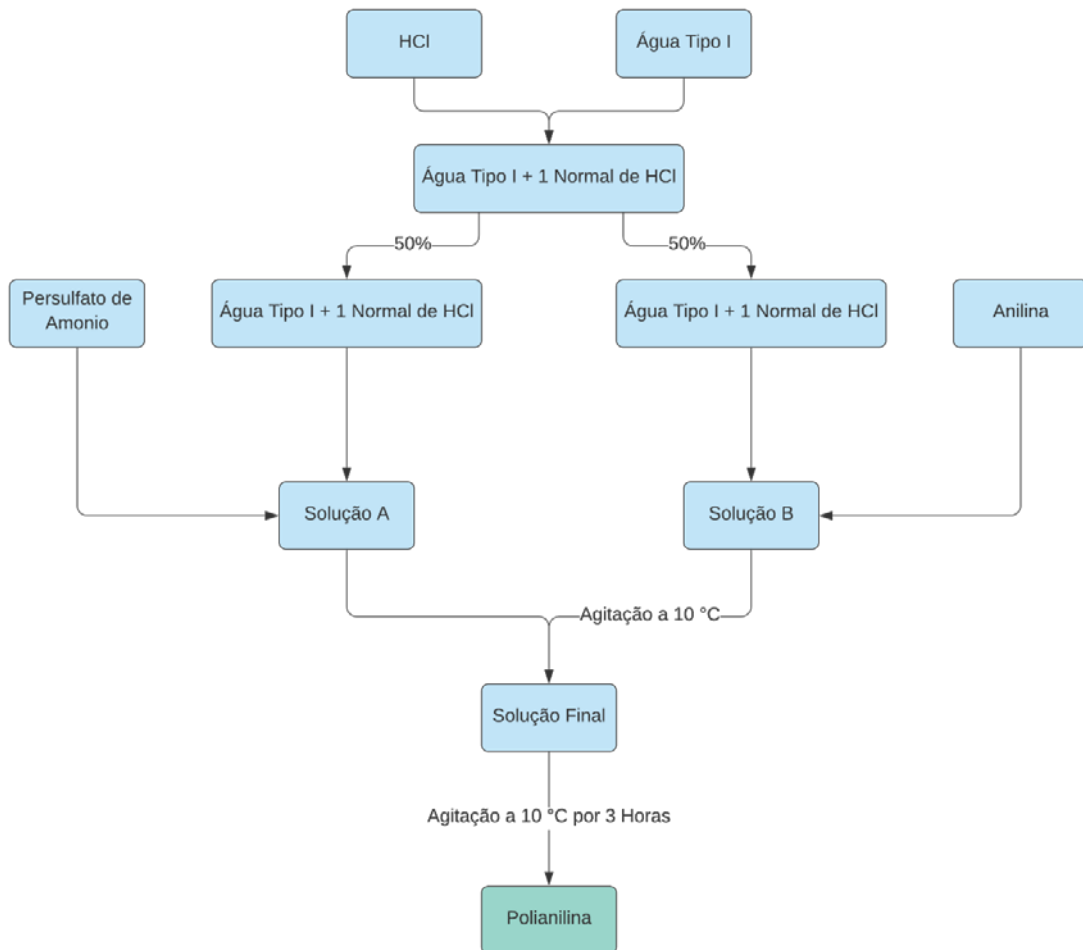 HCl
Água Tipo I
Água Tipo I + 1 Normal de HCl
50%
50%
Persulfato de
Amonio
Água Tipo I + 1 Normal de HCl
Água Tipo I + 1 Normal de HCl
Anilina
Solução A
Solução B
Agitação a 10 °C
Solução Final
Agitação a 10 °C por 3 Horas
Polianilina